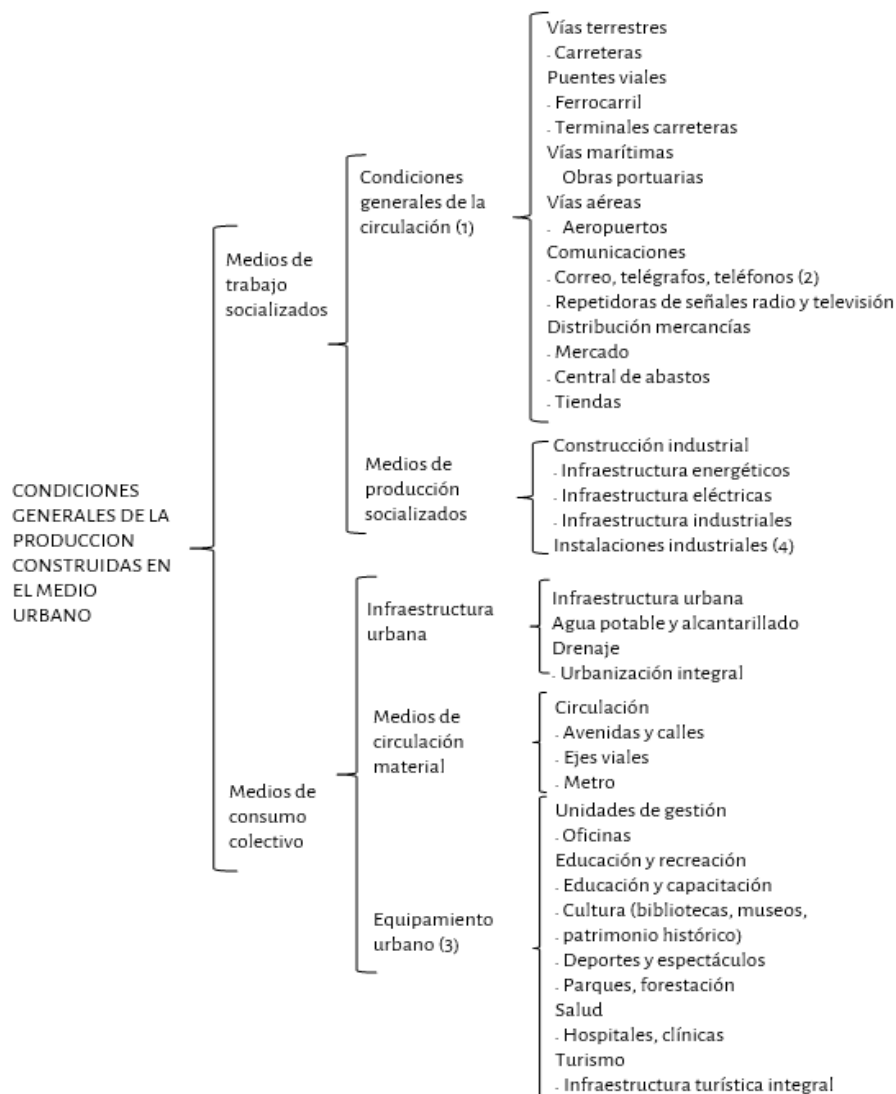 CONDICIONES
GENERALES DE LA
PRODUCCION
CONSTRUIDAS EN
EL MEDIO
URBANO
Medios de
trabajo
socializados
Condiciones
generales de la
circulación (1)
Vías terrestres
- Carreteras
Puentes viales
- Ferrocarril
- Terminales carreteras
Vías marítimas
Obras portuarias
Vías aéreas
- Aeropuertos
Comunicaciones
- Correo, telégrafos, teléfonos (2)
- Repetidoras de señales radio y televisión
Distribución mercancías
- Mercado
- Central de abastos
- Tiendas
Medios de
producción
socializados
Construcción industrial
- Infraestructura energéticos
- Infraestructura eléctricas
- Infraestructura industriales
Instalaciones industriales (4)
Medios de
consumo
colectivo
Infraestructura
urbana
Infraestructura urbana
Agua potable y alcantarillado
Drenaje
- Urbanización integral
Medios de
circulación
material
Circulación
- Avenidas y calles
- Ejes viales
- Metro
Equipamiento
urbano (3)
Unidades de gestión
- Oficinas
Educación y recreación
- Educación y capacitación
- Cultura (bibliotecas, museos,
- patrimonio histórico)
- Deportes y espectáculos
- Parques, forestación
Salud
- Hospitales, clínicas
Turismo
- Infraestructura turística integral